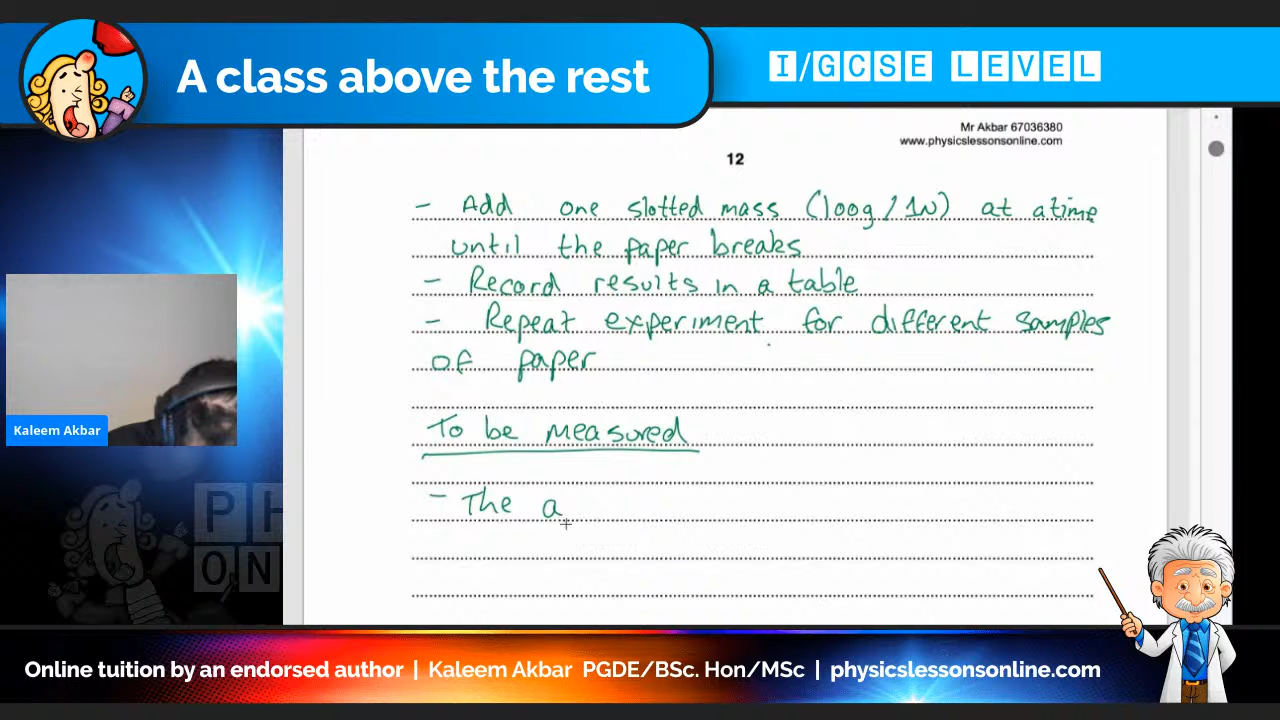 A class above the rest
I/GCSE LEVEL
Mr Akbar 67036380
www.physicslessonsonline.com
12
- Add one slotted mass (100g/1N) at a time
until the paper breaks
- Record results in a table
- Repeat experiment for different samples
of paper
To be measured
- The a
Kaleem Akbar
PH
ON
Online tuition by an endorsed author | Kaleem Akbar PGDE/BSc. Hon/MSc | physicslessonsonline.com